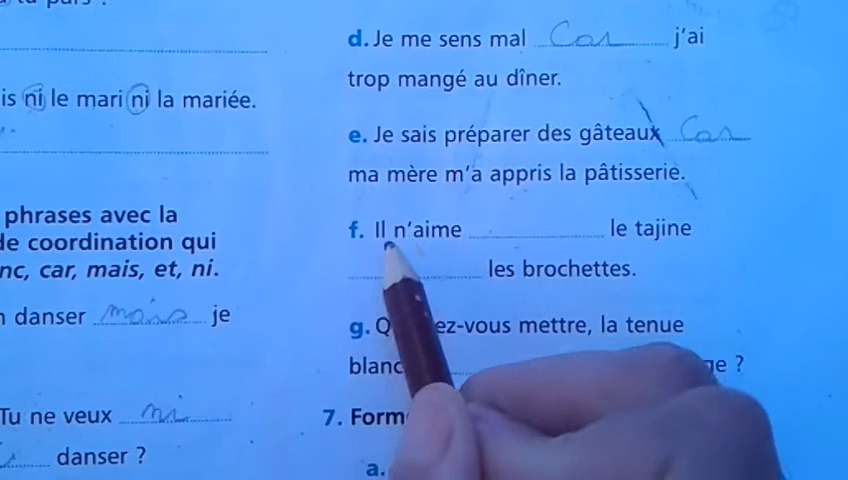 is ni le mari ni la mariée.
phrases avec la
de coordination qui
nc, car, mais, et, ni.
danser mais je
Tu ne veux ni
danser ?
d. Je me sens mal Car j'ai
trop mangé au dîner.
e. Je sais préparer des gâteaux Car
ma mère m'a appris la pâtisserie.
f. Il n'aime le tajine
les brochettes.
g. Q ez-vous mettre, la tenue
blanc ge ?
7. Form
a.